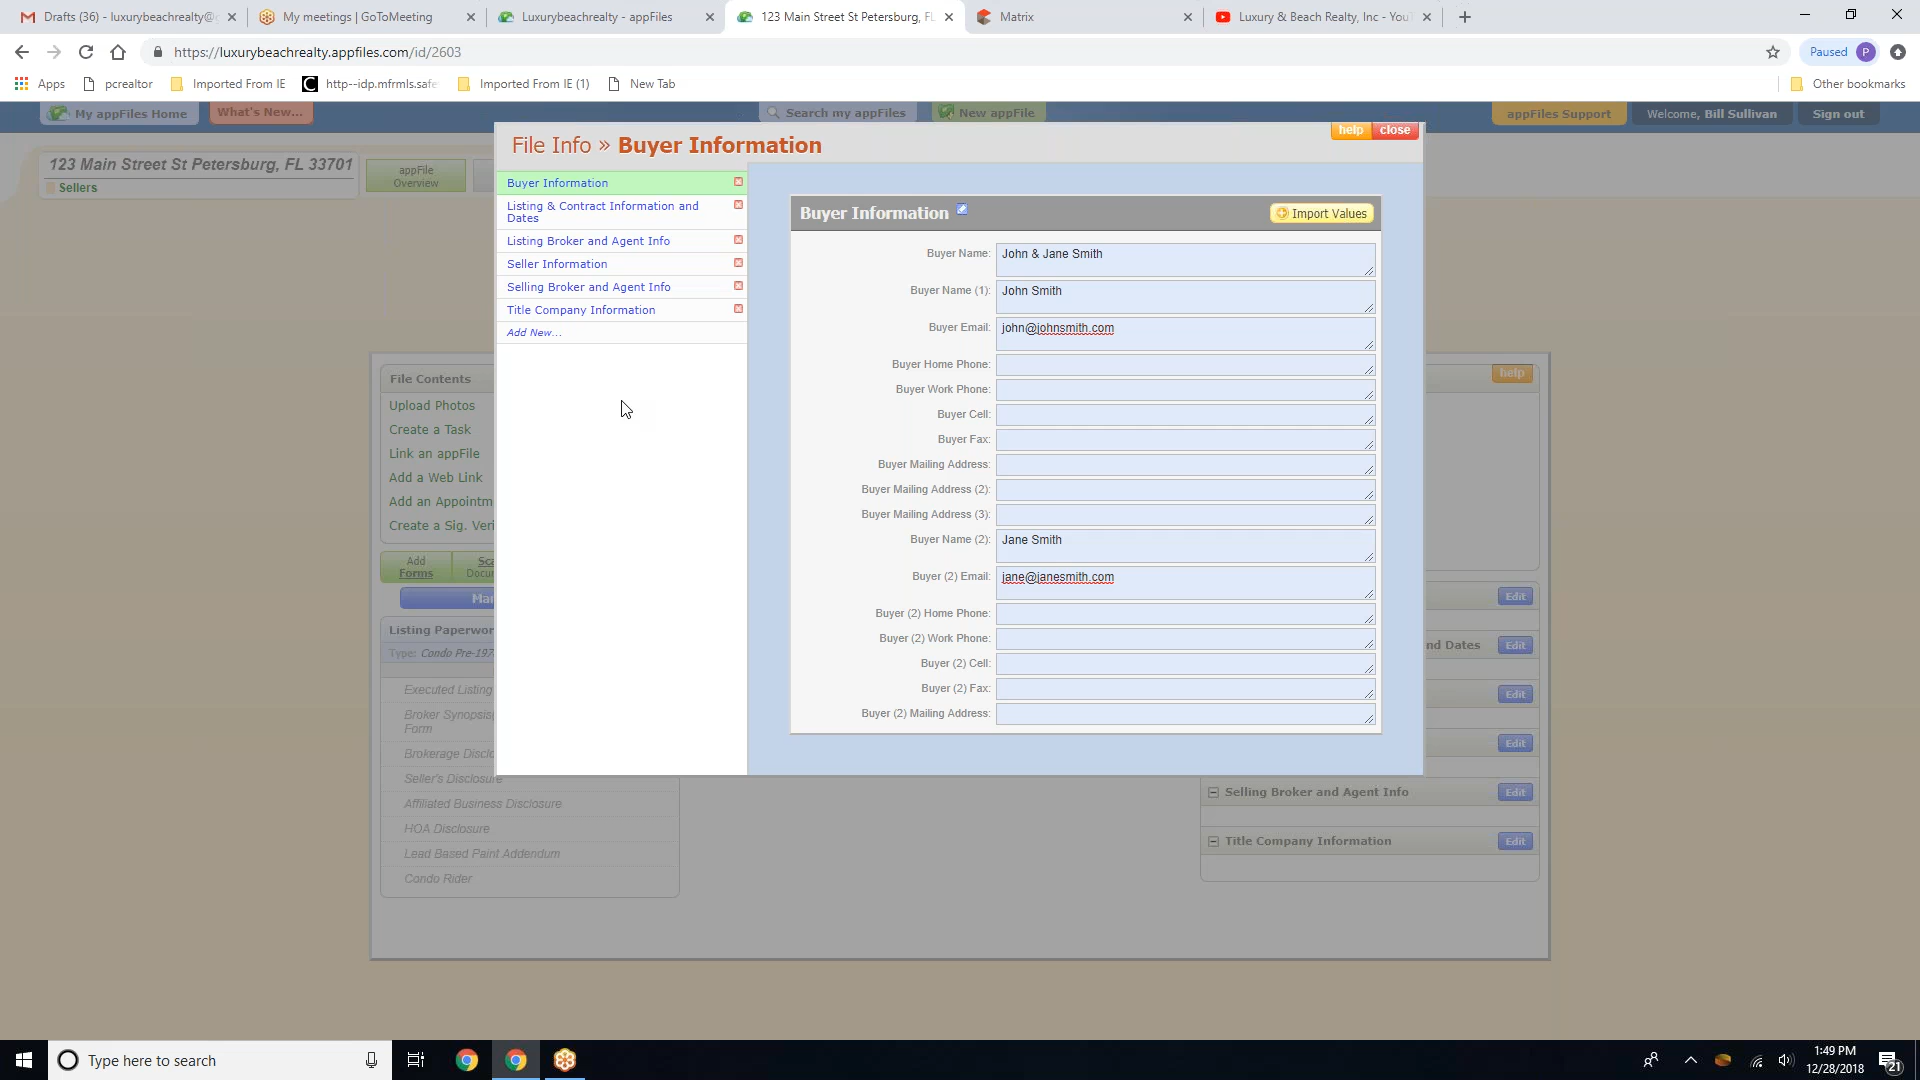 Drafts (36) - luxurybeachrealty@
My meetings | GoToMeeting
Luxurybeachrealty - appFiles
123 Main Street St Petersburg, FL
Matrix
Luxury & Beach Realty, Inc - YouT
https://luxurybeachrealty.appfiles.com/id/2603
Paused
P
Apps
pcrealtor
Imported From IE
http--idp.mfrmls.safe
Imported From IE (1)
New Tab
Other bookmarks
My appFiles Home
What's New...
Search my appFiles
New appFile
appFiles Support
Welcome, Bill Sullivan
Sign out
File Info » Buyer Information
help
close
123 Main Street St Petersburg, FL 33701
Sellers
appFile
Overview
Buyer Information
Listing & Contract Information and
Dates
Listing Broker and Agent Info
Seller Information
Selling Broker and Agent Info
Title Company Information
Add New...
Buyer Information
Import Values
Buyer Name: John & Jane Smith
Buyer Name (1): John Smith
Buyer Email: john@johnsmith.com
Buyer Home Phone:
Buyer Work Phone:
Buyer Cell:
Buyer Fax:
Buyer Mailing Address:
Buyer Mailing Address (2):
Buyer Mailing Address (3):
Buyer Name (2): Jane Smith
Buyer (2) Email: jane@janesmith.com
Buyer (2) Home Phone:
Buyer (2) Work Phone:
Buyer (2) Cell:
Buyer (2) Fax:
Buyer (2) Mailing Address:
File Contents
Upload Photos
Create a Task
Link an appFile
Add a Web Link
Add an Appointm
Create a Sig. Veri
Add
Forms
Sca
Docu
Ma
Listing Paperwor
Type: Condo Pre-197
Executed Listing
Broker Synopsis
Form
Brokerage Disclo
Seller's Disclosure
Affiliated Business Disclosure
HOA Disclosure
Lead Based Paint Addendum
Condo Rider
help
Edit
nd Dates
Edit
Edit
Edit
Selling Broker and Agent Info
Edit
Title Company Information
Edit
Type here to search
1:49 PM
12/28/2018
21